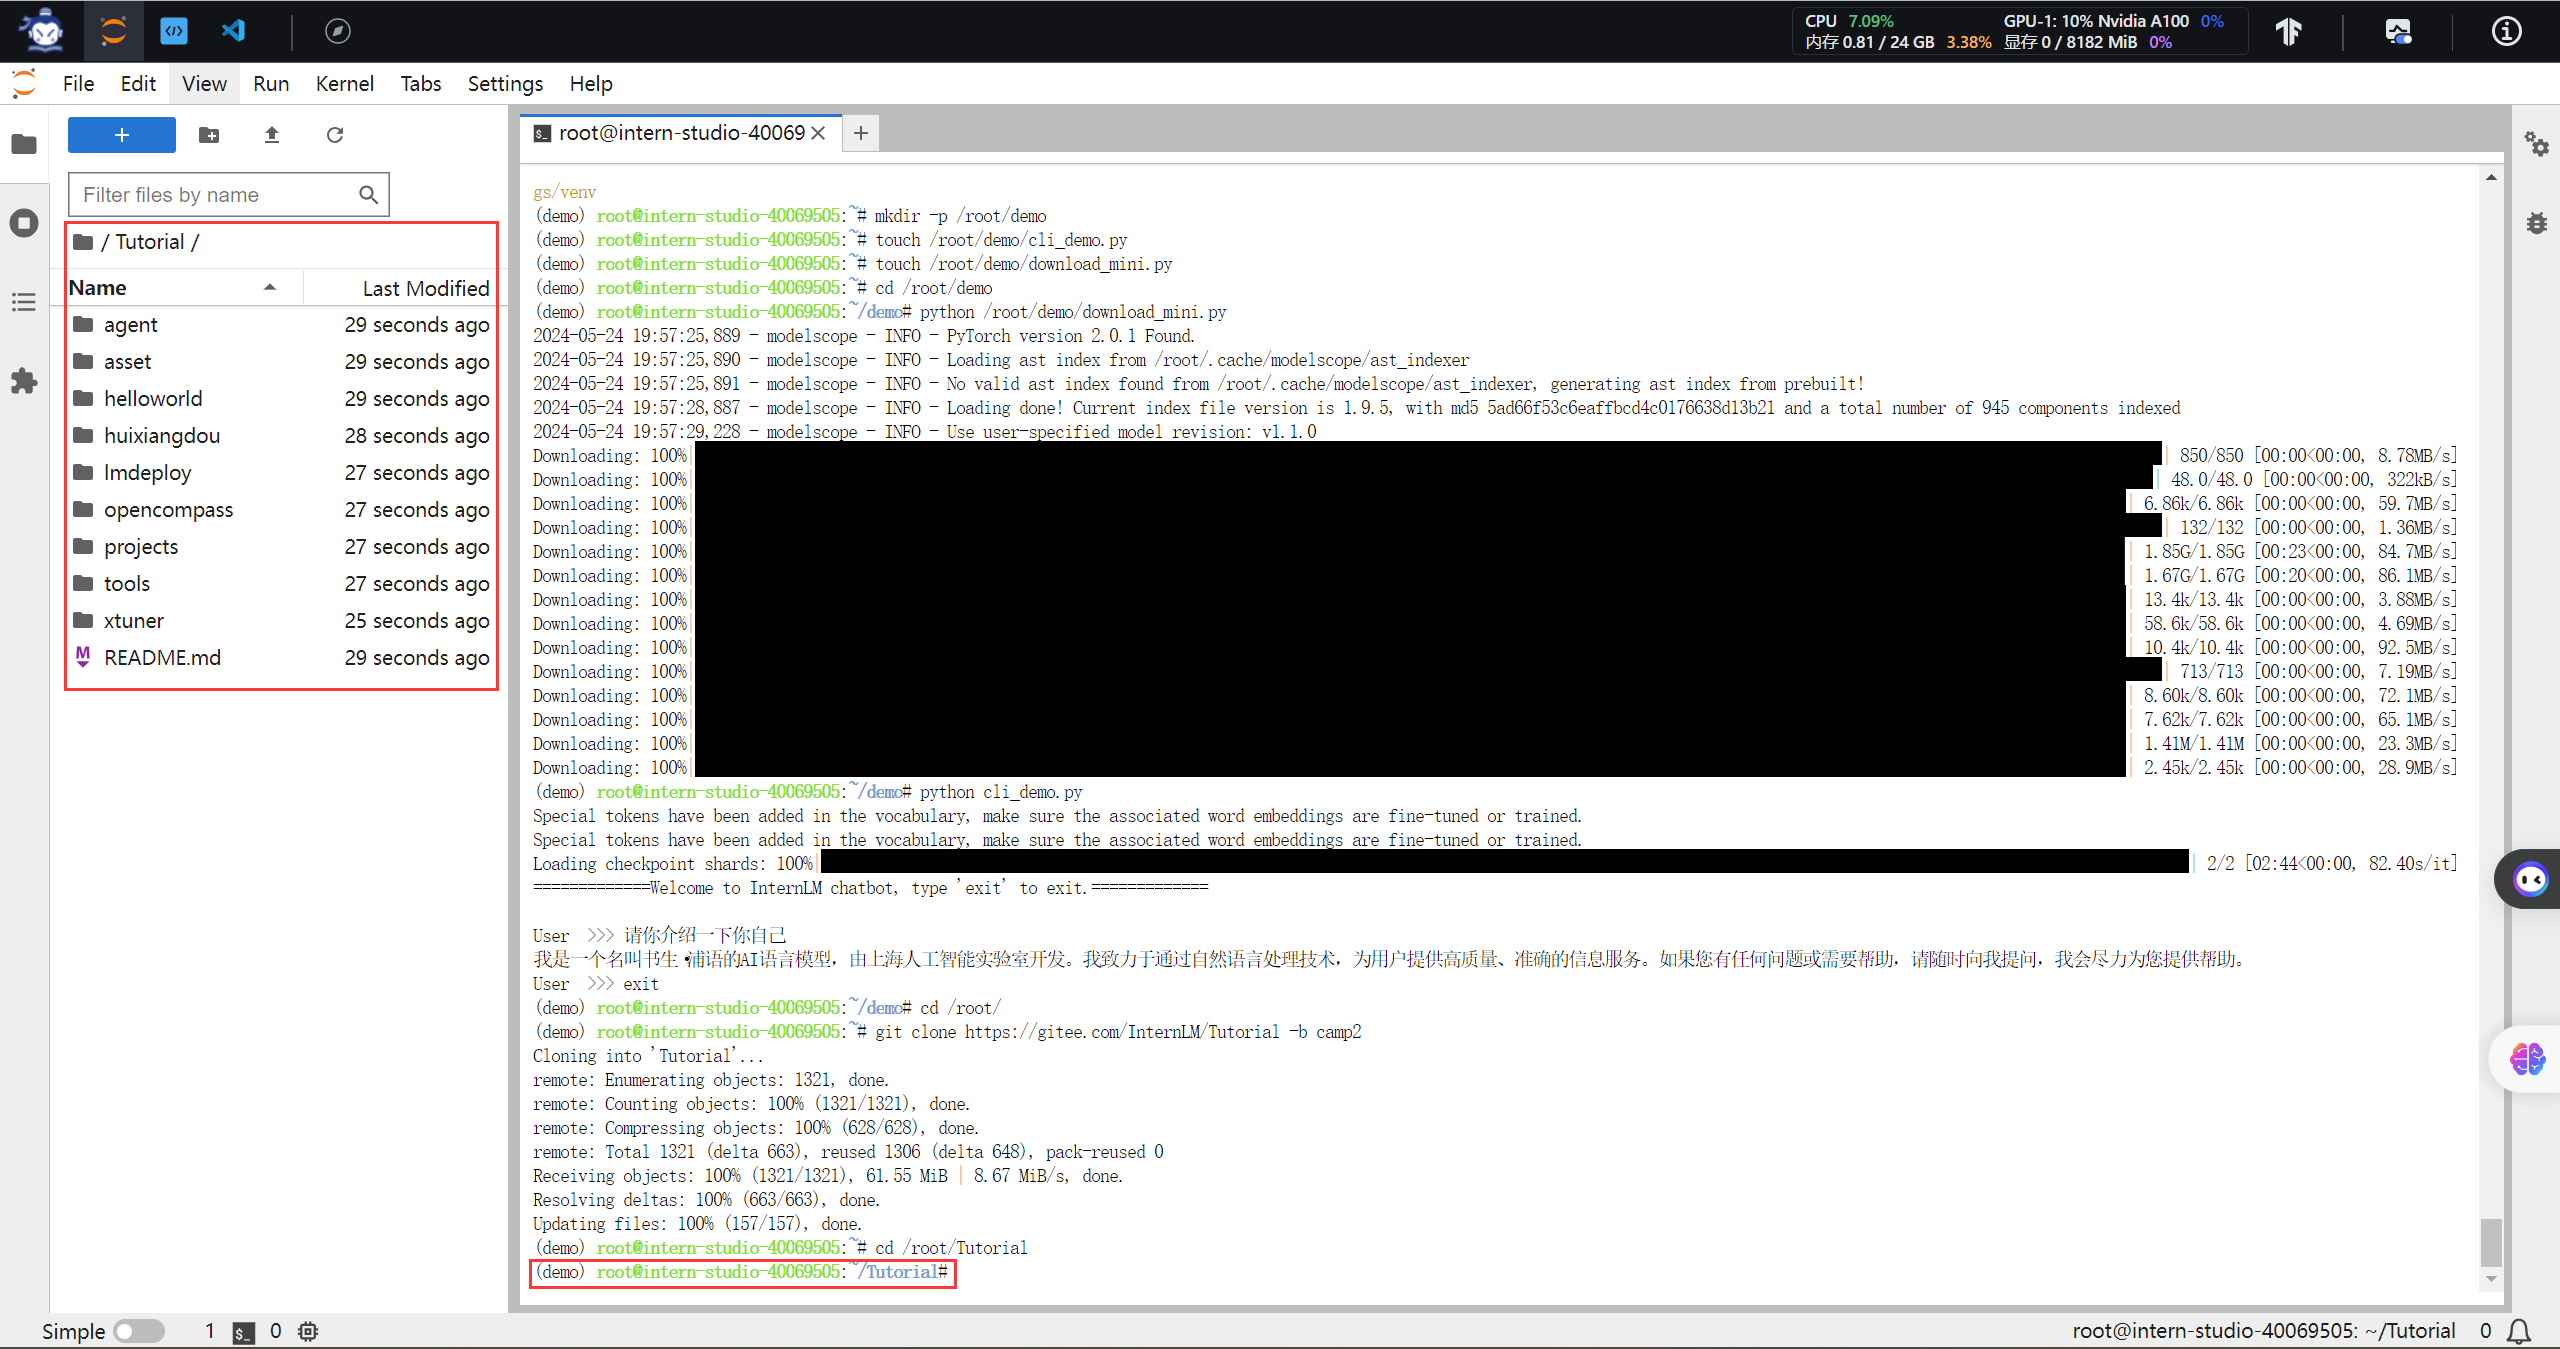 CPU 7.09% GPU-1: 10% Nvidia A100 0%
内存 0.81 / 24 GB 3.38% 显存 0 / 8182 MiB 0%
File Edit View Run Kernel Tabs Settings Help
root@intern-studio-40069
Filter files by name
/ Tutorial /
Name Last Modified
agent 29 seconds ago
asset 29 seconds ago
helloworld 29 seconds ago
huixiangdou 28 seconds ago
lmdeploy 27 seconds ago
opencompass 27 seconds ago
projects 27 seconds ago
tools 27 seconds ago
xtuner 25 seconds ago
README.md 29 seconds ago
gs/venv
(demo) root@intern-studio-40069505:~# mkdir -p /root/demo
(demo) root@intern-studio-40069505:~# touch /root/demo/cli_demo.py
(demo) root@intern-studio-40069505:~# touch /root/demo/download_mini.py
(demo) root@intern-studio-40069505:~# cd /root/demo
(demo) root@intern-studio-40069505:~/demo# python /root/demo/download_mini.py
2024-05-24 19:57:25,889 - modelscope - INFO - PyTorch version 2.0.1 Found.
2024-05-24 19:57:25,890 - modelscope - INFO - Loading ast index from /root/.cache/modelscope/ast_indexer
2024-05-24 19:57:25,891 - modelscope - INFO - No valid ast index found from /root/.cache/modelscope/ast_indexer, generating ast index from prebuilt!
2024-05-24 19:57:28,887 - modelscope - INFO - Loading done! Current index file version is 1.9.5, with md5 5ad66f53c6eaffbcd4c0176638d13b21 and a total number of 945 components indexed
2024-05-24 19:57:29,228 - modelscope - INFO - Use user-specified model revision: v1.1.0
Downloading: 100%| | 850/850 [00:00<00:00, 8.78MB/s]
Downloading: 100%| | 48.0/48.0 [00:00<00:00, 322kB/s]
Downloading: 100%| | 6.86k/6.86k [00:00<00:00, 59.7MB/s]
Downloading: 100%| | 132/132 [00:00<00:00, 1.36MB/s]
Downloading: 100%| | 1.85G/1.85G [00:23<00:00, 84.7MB/s]
Downloading: 100%| | 1.67G/1.67G [00:20<00:00, 86.1MB/s]
Downloading: 100%| | 13.4k/13.4k [00:00<00:00, 3.88MB/s]
Downloading: 100%| | 58.6k/58.6k [00:00<00:00, 4.69MB/s]
Downloading: 100%| | 10.4k/10.4k [00:00<00:00, 92.5MB/s]
Downloading: 100%| | 713/713 [00:00<00:00, 7.19MB/s]
Downloading: 100%| | 8.60k/8.60k [00:00<00:00, 72.1MB/s]
Downloading: 100%| | 7.62k/7.62k [00:00<00:00, 65.1MB/s]
Downloading: 100%| | 1.41M/1.41M [00:00<00:00, 23.3MB/s]
Downloading: 100%| | 2.45k/2.45k [00:00<00:00, 28.9MB/s]
(demo) root@intern-studio-40069505:~/demo# python cli_demo.py
Special tokens have been added in the vocabulary, make sure the associated word embeddings are fine-tuned or trained.
Special tokens have been added in the vocabulary, make sure the associated word embeddings are fine-tuned or trained.
Loading checkpoint shards: 100%| | 2/2 [02:44<00:00, 82.40s/it]
=============Welcome to InternLM chatbot, type 'exit' to exit.=============
User >>> 请你介绍一下你自己
我是一个名叫书生·浦语的AI语言模型，由上海人工智能实验室开发。我致力于通过自然语言处理技术，为用户提供高质量、准确的信息服务。如果您有任何问题或需要帮助，请随时向我提问，我会尽力为您提供帮助。
User >>> exit
(demo) root@intern-studio-40069505:~/demo# cd /root/
(demo) root@intern-studio-40069505:~# git clone https://gitee.com/InternLM/Tutorial -b camp2
Cloning into 'Tutorial'...
remote: Enumerating objects: 1321, done.
remote: Counting objects: 100% (1321/1321), done.
remote: Compressing objects: 100% (628/628), done.
remote: Total 1321 (delta 663), reused 1306 (delta 648), pack-reused 0
Receiving objects: 100% (1321/1321), 61.55 MiB | 8.67 MiB/s, done.
Resolving deltas: 100% (663/663), done.
Updating files: 100% (157/157), done.
(demo) root@intern-studio-40069505:~# cd /root/Tutorial
(demo) root@intern-studio-40069505:~/Tutorial#
Simple 1 0 root@intern-studio-40069505: ~/Tutorial 0